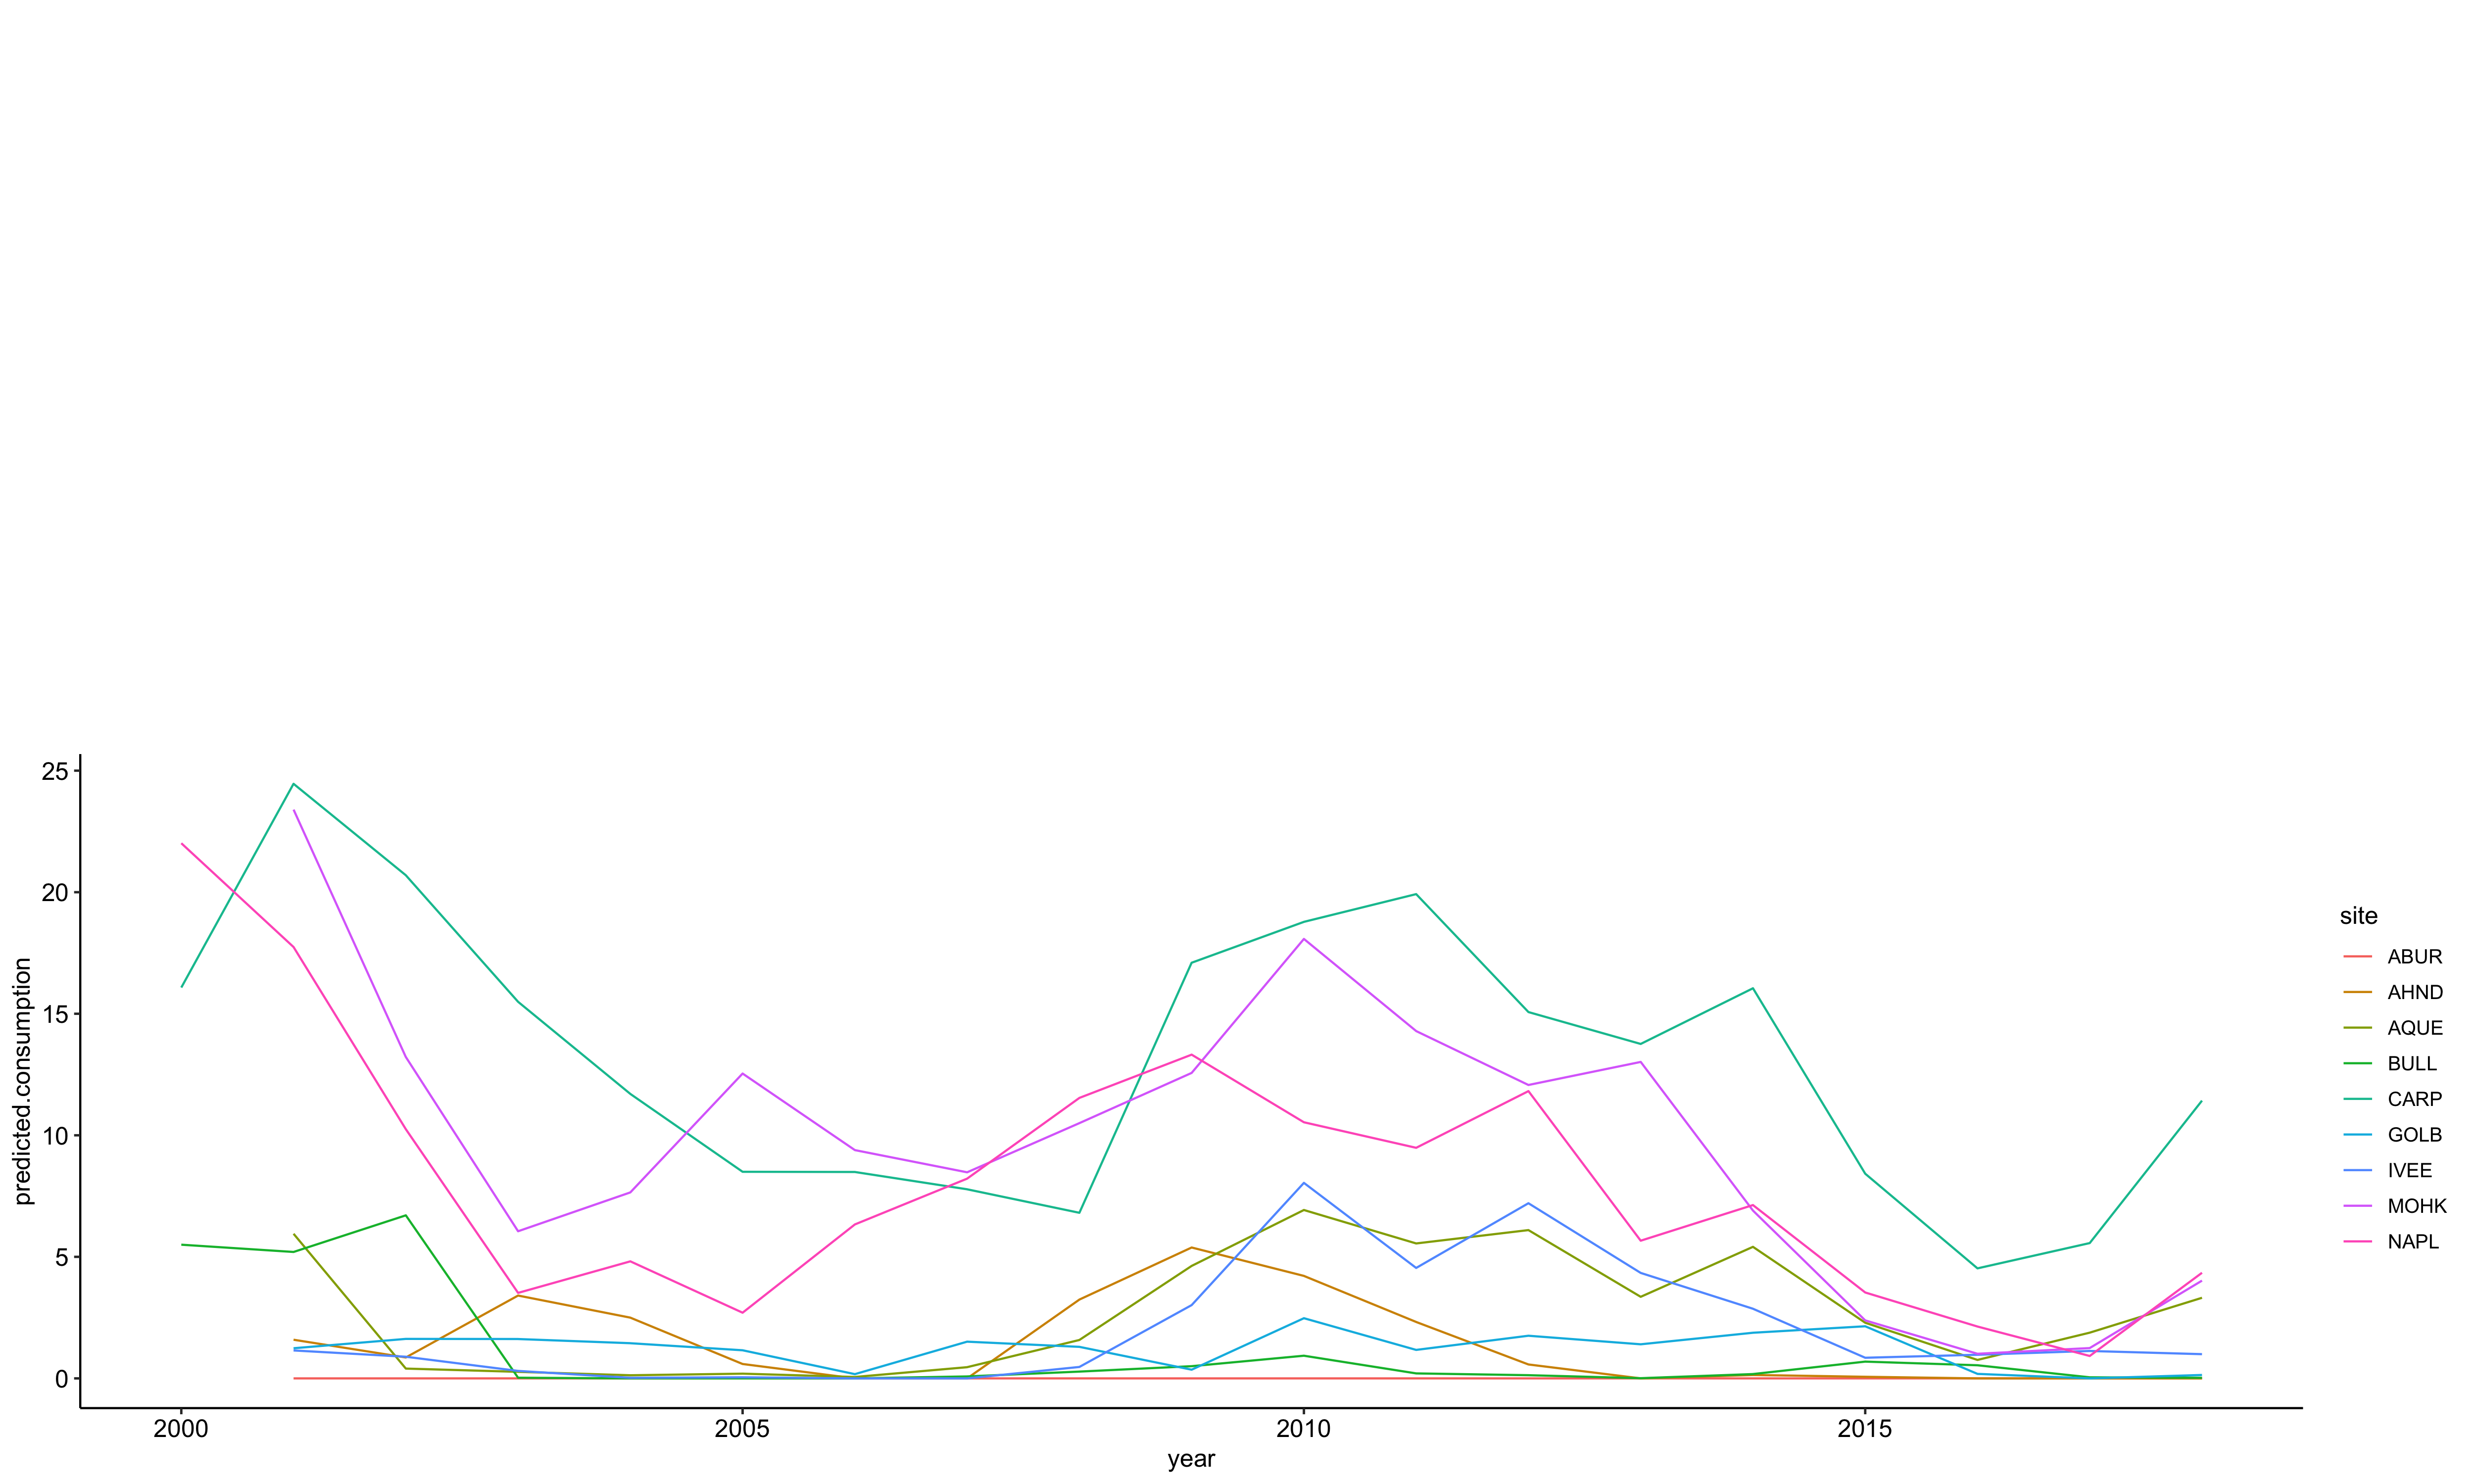 25
20
15
10
5
0
predicted.consumption
2000 2005 2010 2015
year
site
ABUR
AHND
AQUE
BULL
CARP
GOLB
IVEE
MOHK
NAPL